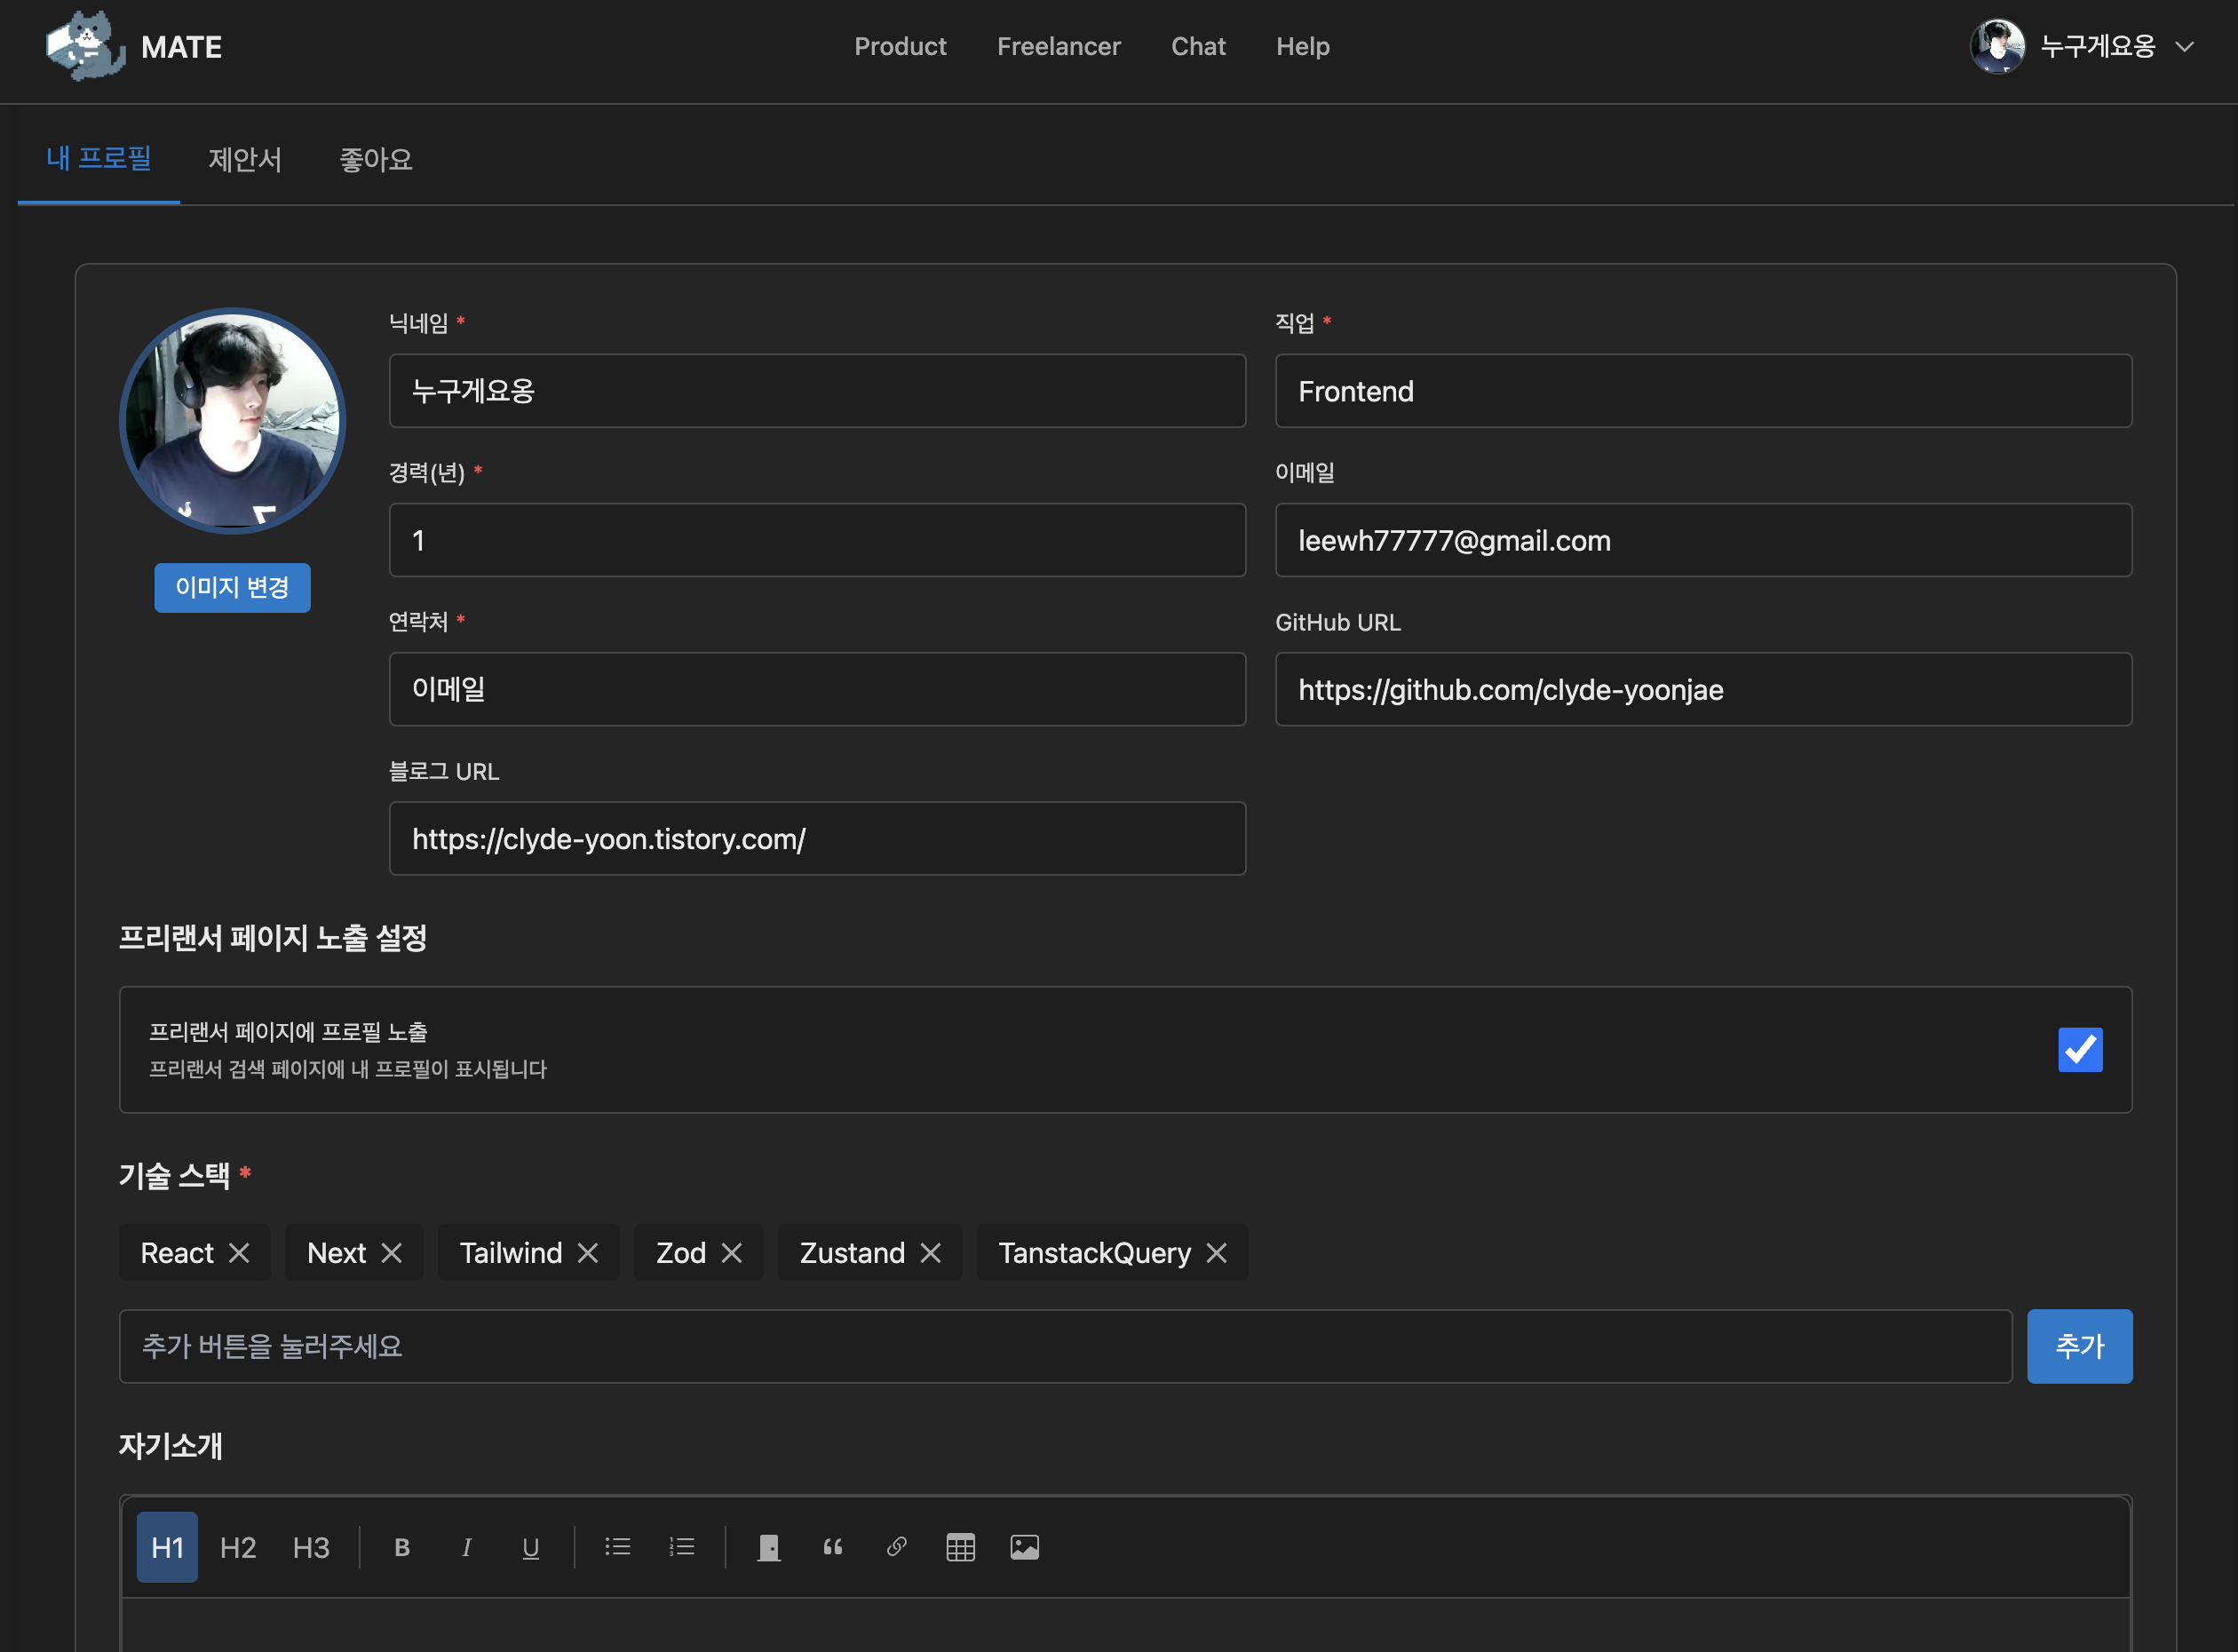 MATE
Product Freelancer Chat Help
누구게요옹
내 프로필 제안서 좋아요
닉네임 *
누구게요옹
직업 *
Frontend
경력(년) *
1
이메일
leewh77777@gmail.com
이미지 변경
연락처 *
이메일
GitHub URL
https://github.com/clyde-yoonjae
블로그 URL
https://clyde-yoon.tistory.com/
프리랜서 페이지 노출 설정
프리랜서 페이지에 프로필 노출
프리랜서 검색 페이지에 내 프로필이 표시됩니다
기술 스택 *
React Next Tailwind Zod Zustand TanstackQuery
추가 버튼을 눌러주세요
추가
자기소개
H1 H2 H3 B I U